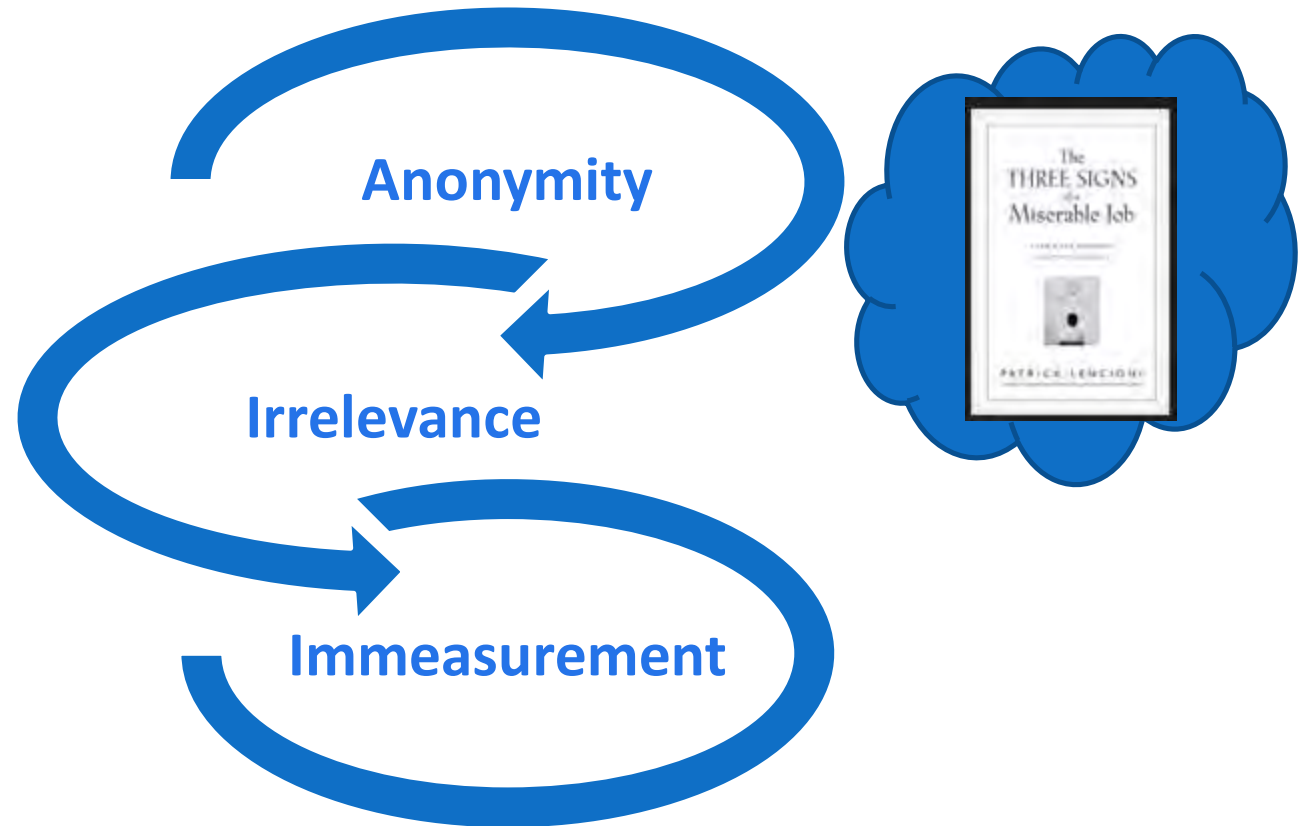 Anonymity
Irrelevance
Immeasurement
The
THREE SIGNS
of a
Miserable Job
PATRICK LENCIONI